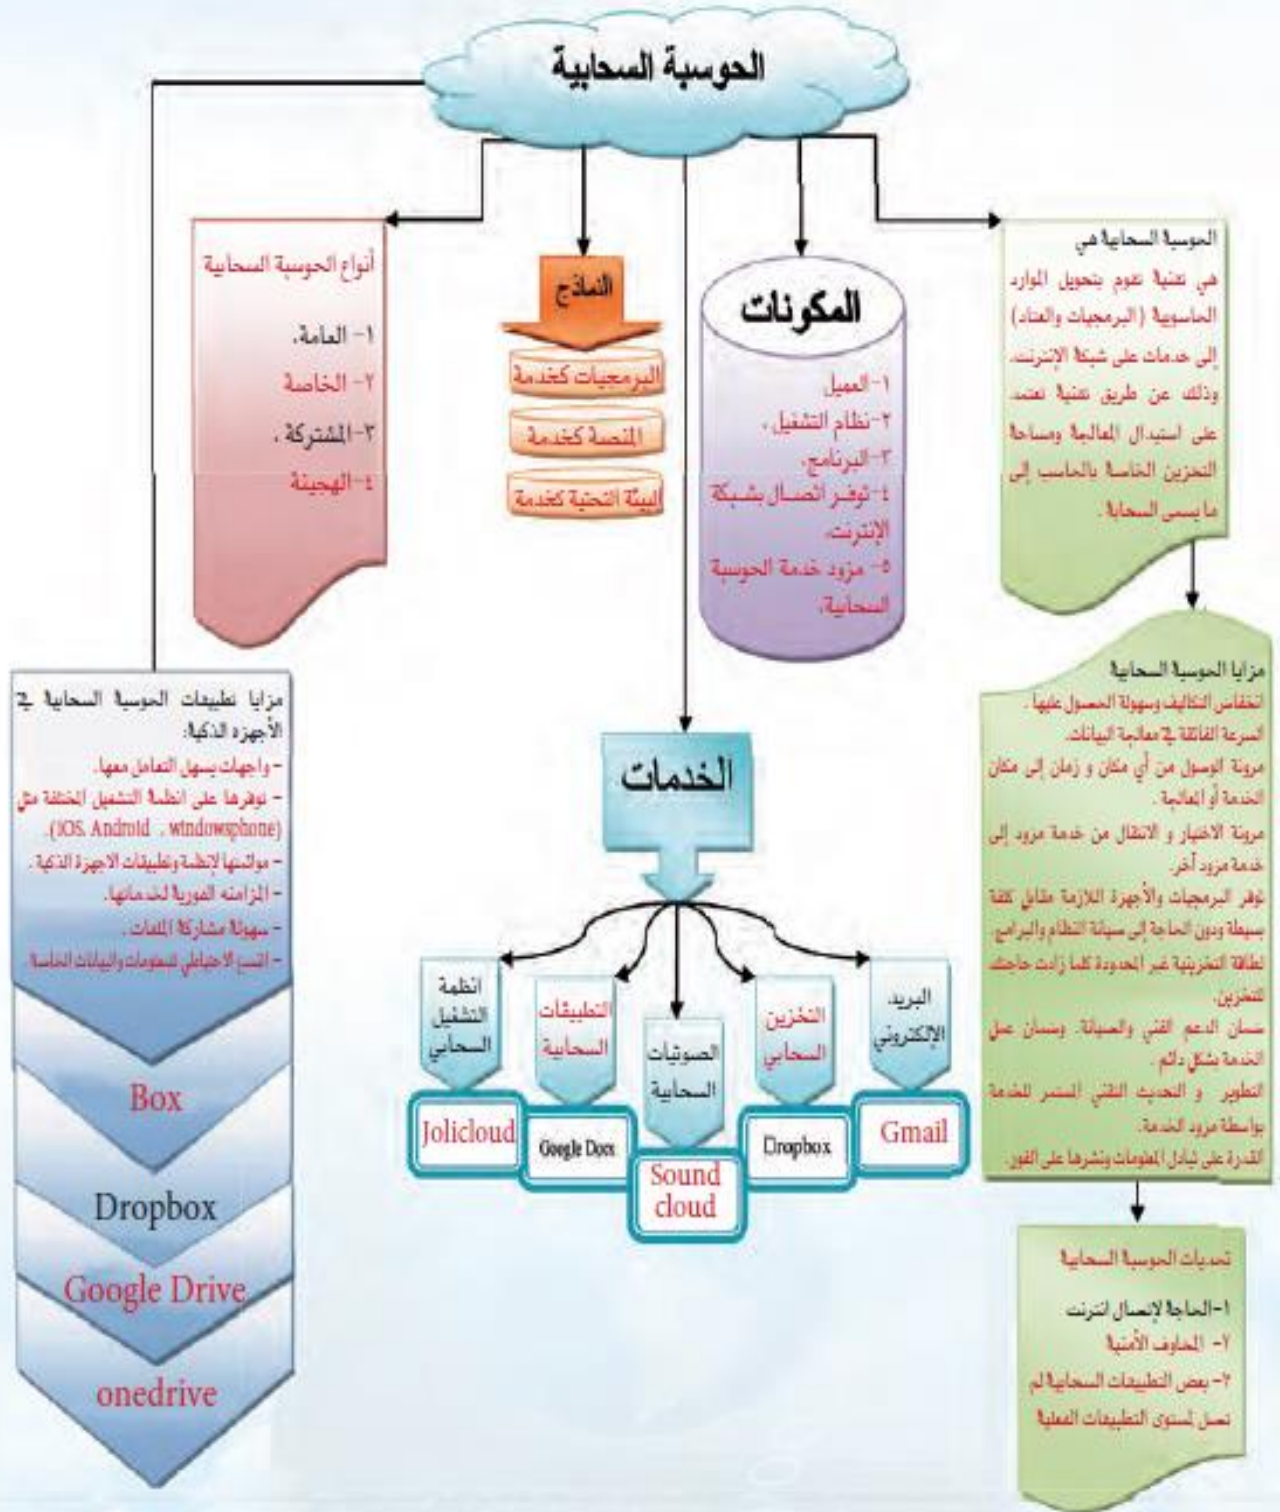 الحوسبة السحابية
الحوسبة السحابية هي
هي تقنية تقوم بتحويل الموارد
الحاسوبية (البرمجيات والعتاد)
إلى خدمات على شبكة الإنترنت،
وذلك عن طريق تقنية تعتمد
على استبدال المعالجة ومساحة
التخزين الخاصة بالحاسب إلى
ما يسمى السحابة.
مزايا الحوسبة السحابية
انخفاض التكاليف وسهولة الحصول عليها.
السرعة الفائقة في معالجة البيانات.
مرونة الوصول من أي مكان و زمان إلى مكان
الخدمة أو المعالجة.
مرونة الاختيار و الانتقال من خدمة مزود إلى
خدمة مزود آخر.
توفر البرمجيات والأجهزة اللازمة مقابل كلفة
بسيطة ودون الحاجة إلى صيانة النظام والبرامج.
لطاقة التخزينية غير المحدودة كلما زادت حاجتك
للتخزين.
ضمان الدعم الفني والصيانة. وضمان عمل
الخدمة بشكل دائم.
التطوير و التحديث التقني المستمر للخدمة
بواسطة مزود الخدمة.
القدرة على تبادل المعلومات ونشرها على الفور.
تحديات الحوسبة السحابية
١-الحاجة لإتصال انترنت
٢- المخاوف الأمنية
٣- بعض التطبيقات السحابية لم
تصل لمستوى التطبيقات الفعلية
المكونات
١-العميل
٢-نظام التشغيل.
٣-البرنامج.
٤-توفر اتصال بشبكة
الإنترنت.
٥- مزود خدمة الحوسبة
السحابية.
النماذج
البرمجيات كخدمة
المنصة كخدمة
البيئة التحتية كخدمة
أنواع الحوسبة السحابية
١- العامة.
٢- الخاصة
٣-المشتركة.
٤-الهجينة
الخدمات
البريد
الإلكتروني
Gmail
التخزين
السحابي
Dropbox
الصوتيات
السحابية
Sound
cloud
التطبيقات
السحابية
Google Docs
انظمة
التشغيل
السحابي
Jolicloud
مزايا تطبيقات الحوسبة السحابية في
الأجهزه الذكية:
- واجهات يسهل التعامل معها.
- توفرها على انظمة التشغيل المختلفة مثل
(iOS. Android . windowsphone).
- موائمتها لإنظمة وتطبيقات الاجهزة الذكية.
- المزامنه الفورية لخدماتها.
- سهولة مشاركة الملفات.
- النسخ الاحتياطي للمعلومات والبيانات الخاصة.
Box
Dropbox
Google Drive
onedrive